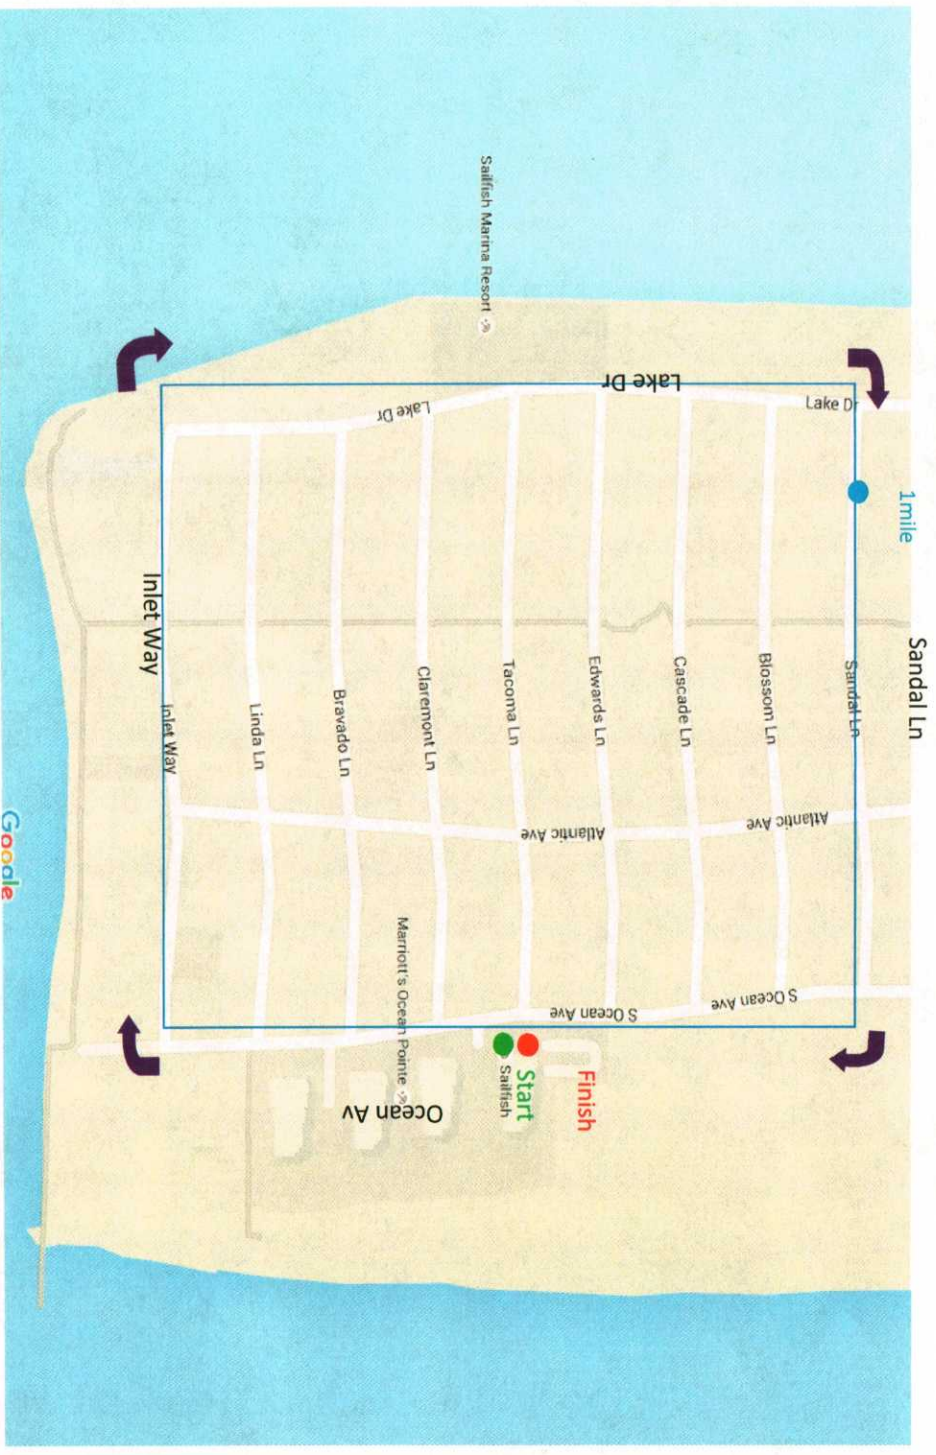 Sailfish Marina Resort
Lake Dr
Lake Dr
Lake Dr
1mile
Sandal Ln
Sandal Ln
Blossom Ln
Cascade Ln
Edwards Ln
Tacoma Ln
Claremont Ln
Bravado Ln
Linda Ln
Inlet Way
Inlet Way
Atlantic Ave
Atlantic Ave
S Ocean Ave
S Ocean Ave
Marriott's Ocean Pointe
Ocean Av
Finish
Start
Sailfish
Google